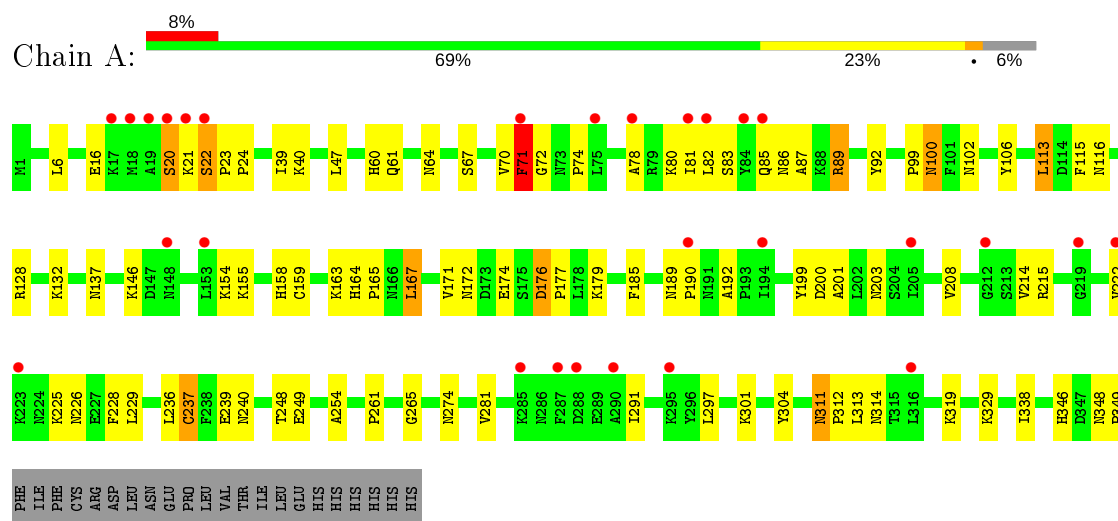 8%
Chain A:
69% 23% • 6%
M1 L6 E16 K17 M18 A19 S20 K21 S22 P23 P24 I39 K40 L47 H60 Q61 N64 S67 V70 F71 G72 N73 P74 L75 A78 R79 K80 I81 L82 S83 Y84 Q85 N86 A87 K88 R89 Y92 P99 N100 F101 N102 Y106 L113 D114 F115 N116
R128 K132 N137 K146 D147 N148 L153 K154 K155 H158 C159 K163 H164 P165 N166 L167 V171 N172 D173 E174 S175 D176 P177 L178 K179 F185 N189 P190 N191 A192 P193 I194 Y199 D200 A201 L202 N203 S204 I205 V208 G212 S213 V214 R215 G219
K223 N224 K225 N226 E227 F228 L229 L236 C237 F238 E239 N240 T248 E249 A254 P261 G265 N274 V281 K285 N286 F287 D288 E289 A290 I291 K295 Y296 L297 K301 Y304 N311 P312 L313 N314 T315 L316 K319 K329 I338 H346 D347 N348
PHE ILE PHE CYS ARG ASP LEU ASN GLU PRO LEU VAL THR ILE LEU GLU HIS HIS HIS HIS HIS HIS